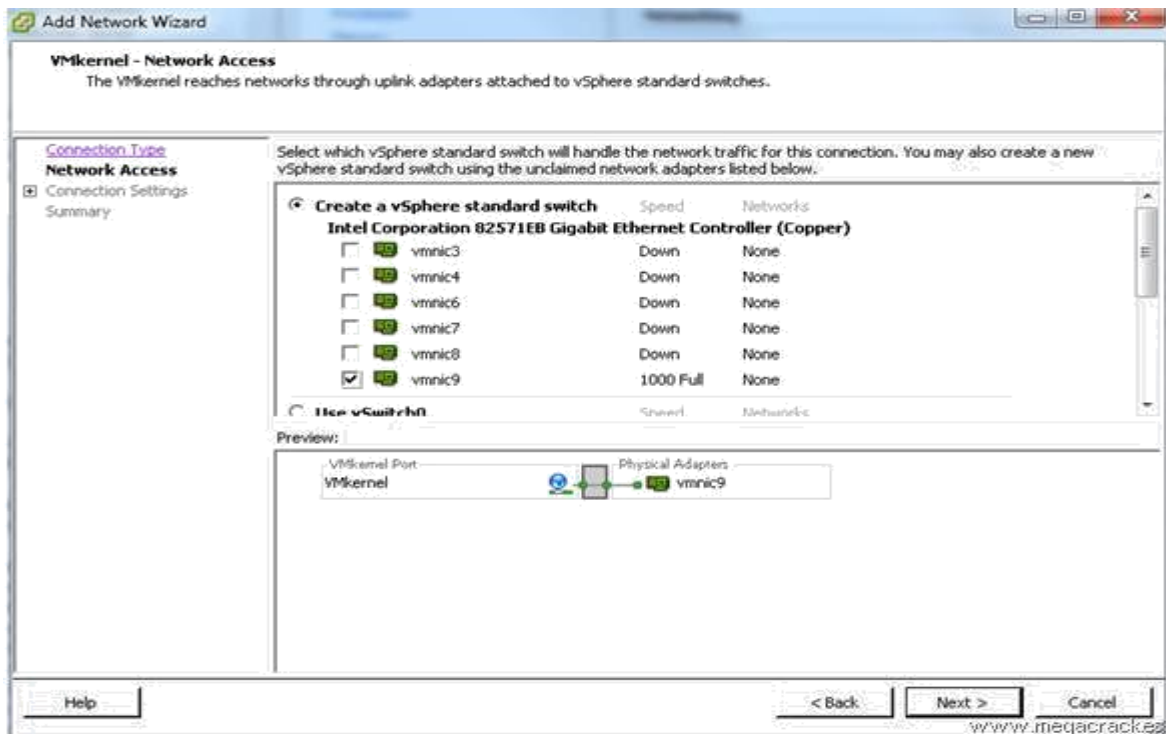 Add Network Wizard
VMkernel - Network Access
The VMkernel reaches networks through uplink adapters attached to vSphere standard switches.
Connection Type
Network Access
Connection Settings
Summary
Select which vSphere standard switch will handle the network traffic for this connection. You may also create a new
vSphere standard switch using the unclaimed network adapters listed below.
Create a vSphere standard switch Speed Networks
Intel Corporation 82571EB Gigabit Ethernet Controller (Copper)
vmnic3 Down None
vmnic4 Down None
vmnic6 Down None
vmnic7 Down None
vmnic8 Down None
vmnic9 1000 Full None
Use vSwitch0 Speed Networks
Preview:
VMkernel Port Physical Adapters
VMkernel vmnic9
Help < Back Next > Cancel
www.megacrack.es